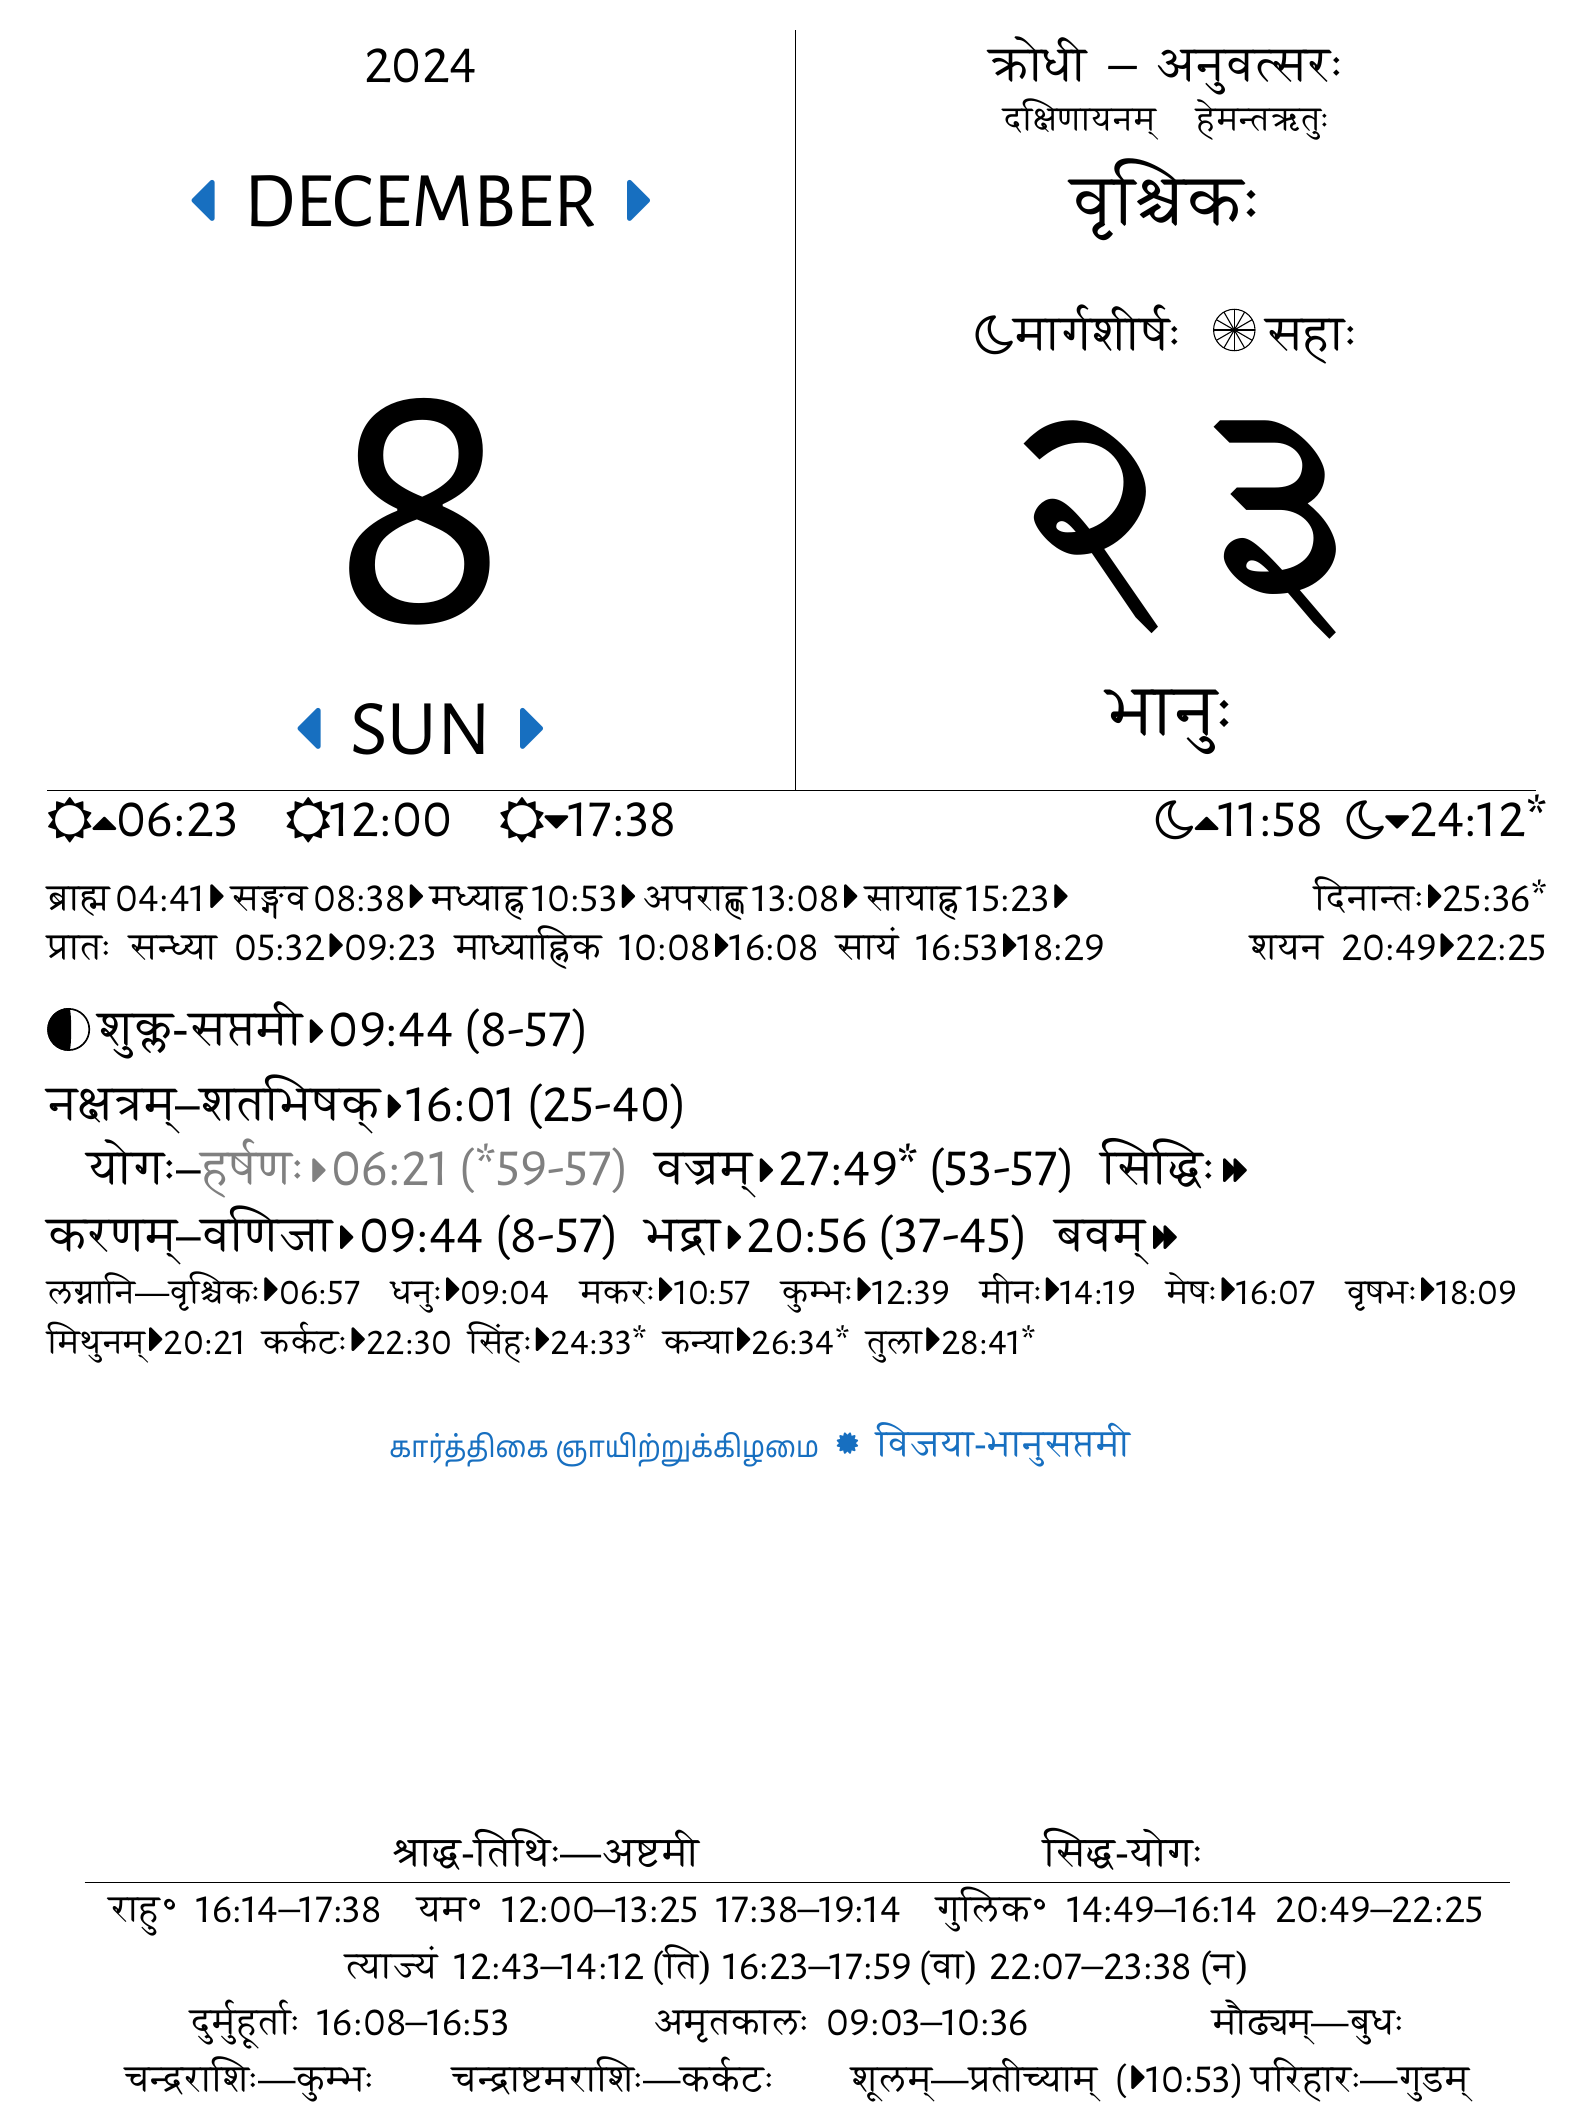 2024
DECEMBER
8
SUN
क्रोधी – अनुवत्सरः
दक्षिणायनम् हेमन्तऋतुः
वृश्चिकः
मार्गशीर्षः सहाः
२३
भानुः
06:23 12:00 17:38 11:58 24:12*
ब्राह्म 04:41 सङ्गव 08:38 मध्याह्न 10:53 अपराह्ण 13:08 सायाह्न 15:23 दिनान्तः 25:36*
प्रातः सन्ध्या 05:32 09:23 माध्याह्निक 10:08 16:08 सायं 16:53 18:29 शयन 20:49 22:25
शुक्ल-सप्तमी 09:44 (8-57)
नक्षत्रम्–शतभिषक् 16:01 (25-40)
योगः–हर्षणः 06:21 (*59-57) वज्रम् 27:49* (53-57) सिद्धिः
करणम्–वणिजा 09:44 (8-57) भद्रा 20:56 (37-45) बवम्
लग्नानि—वृश्चिकः 06:57 धनुः 09:04 मकरः 10:57 कुम्भः 12:39 मीनः 14:19 मेषः 16:07 वृषभः 18:09
मिथुनम् 20:21 कर्कटः 22:30 सिंहः 24:33* कन्या 26:34* तुला 28:41*
கார்த்திகை ஞாயிற்றுக்கிழமை ✹ विजया-भानुसप्तमी
श्राद्ध-तिथिः—अष्टमी सिद्ध-योगः
राहु॰ 16:14–17:38 यम॰ 12:00–13:25 17:38–19:14 गुलिक॰ 14:49–16:14 20:49–22:25
त्याज्यं 12:43–14:12 (ति) 16:23–17:59 (वा) 22:07–23:38 (न)
दुर्मुहूर्ताः 16:08–16:53 अमृतकालः 09:03–10:36 मौढ्यम्—बुधः
चन्द्रराशिः—कुम्भः चन्द्राष्टमराशिः—कर्कटः शूलम्—प्रतीच्याम् (10:53) परिहारः—गुडम्